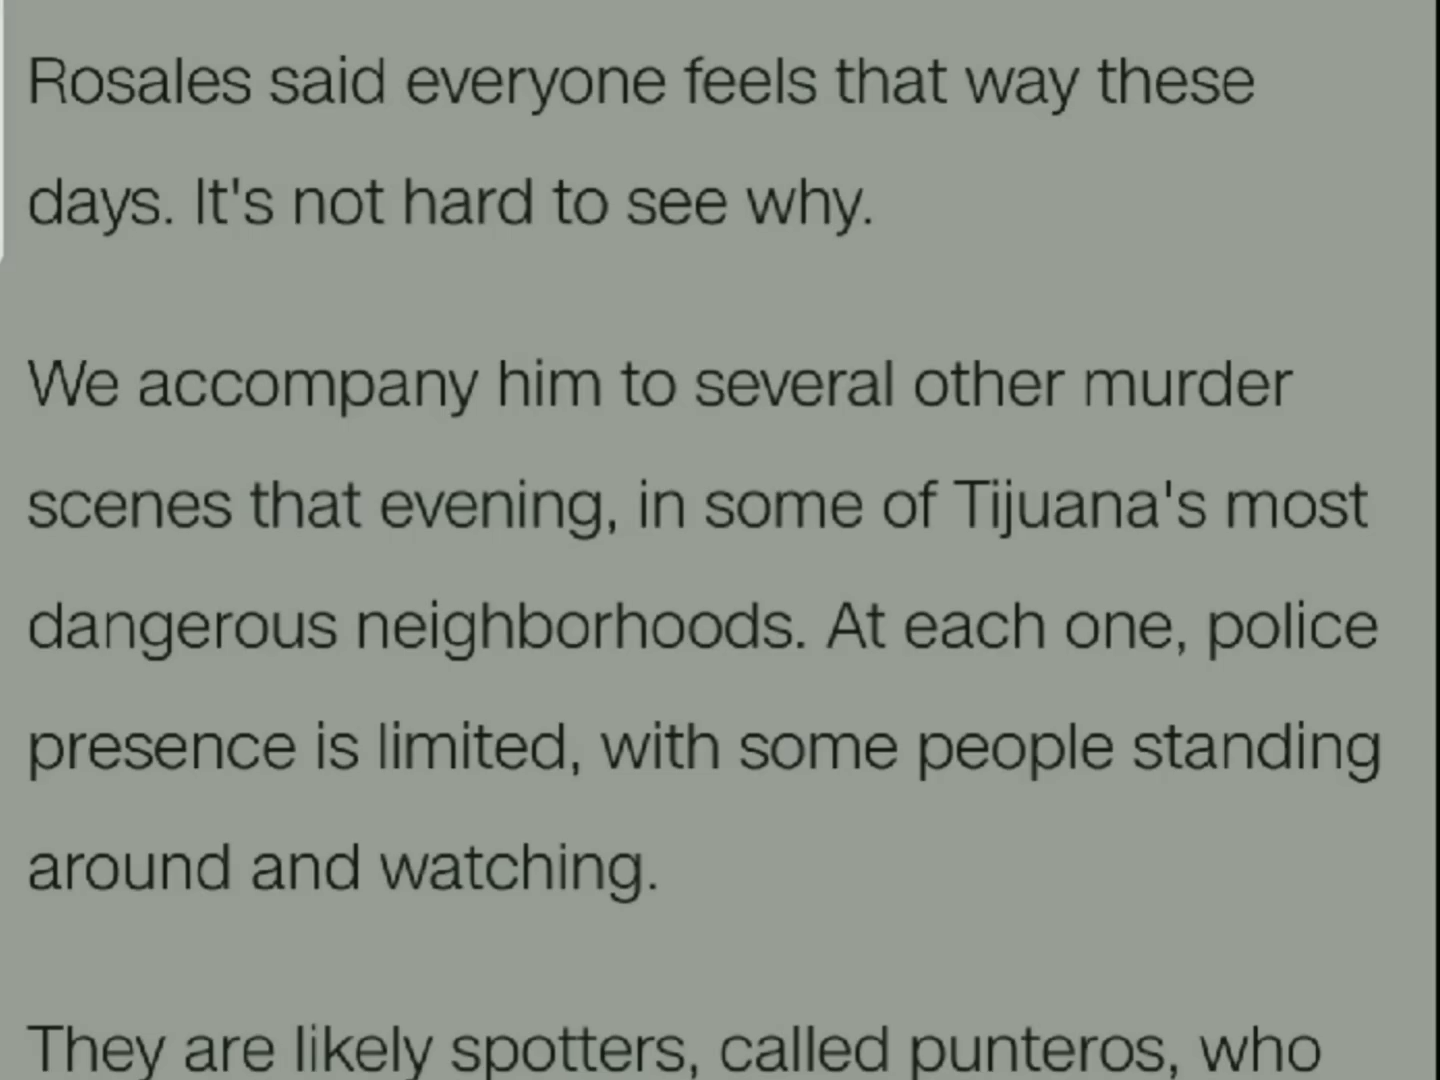 Rosales said everyone feels that way these
days. It's not hard to see why.
We accompany him to several other murder
scenes that evening, in some of Tijuana's most
dangerous neighborhoods. At each one, police
presence is limited, with some people standing
around and watching.
They are likely spotters, called punteros, who